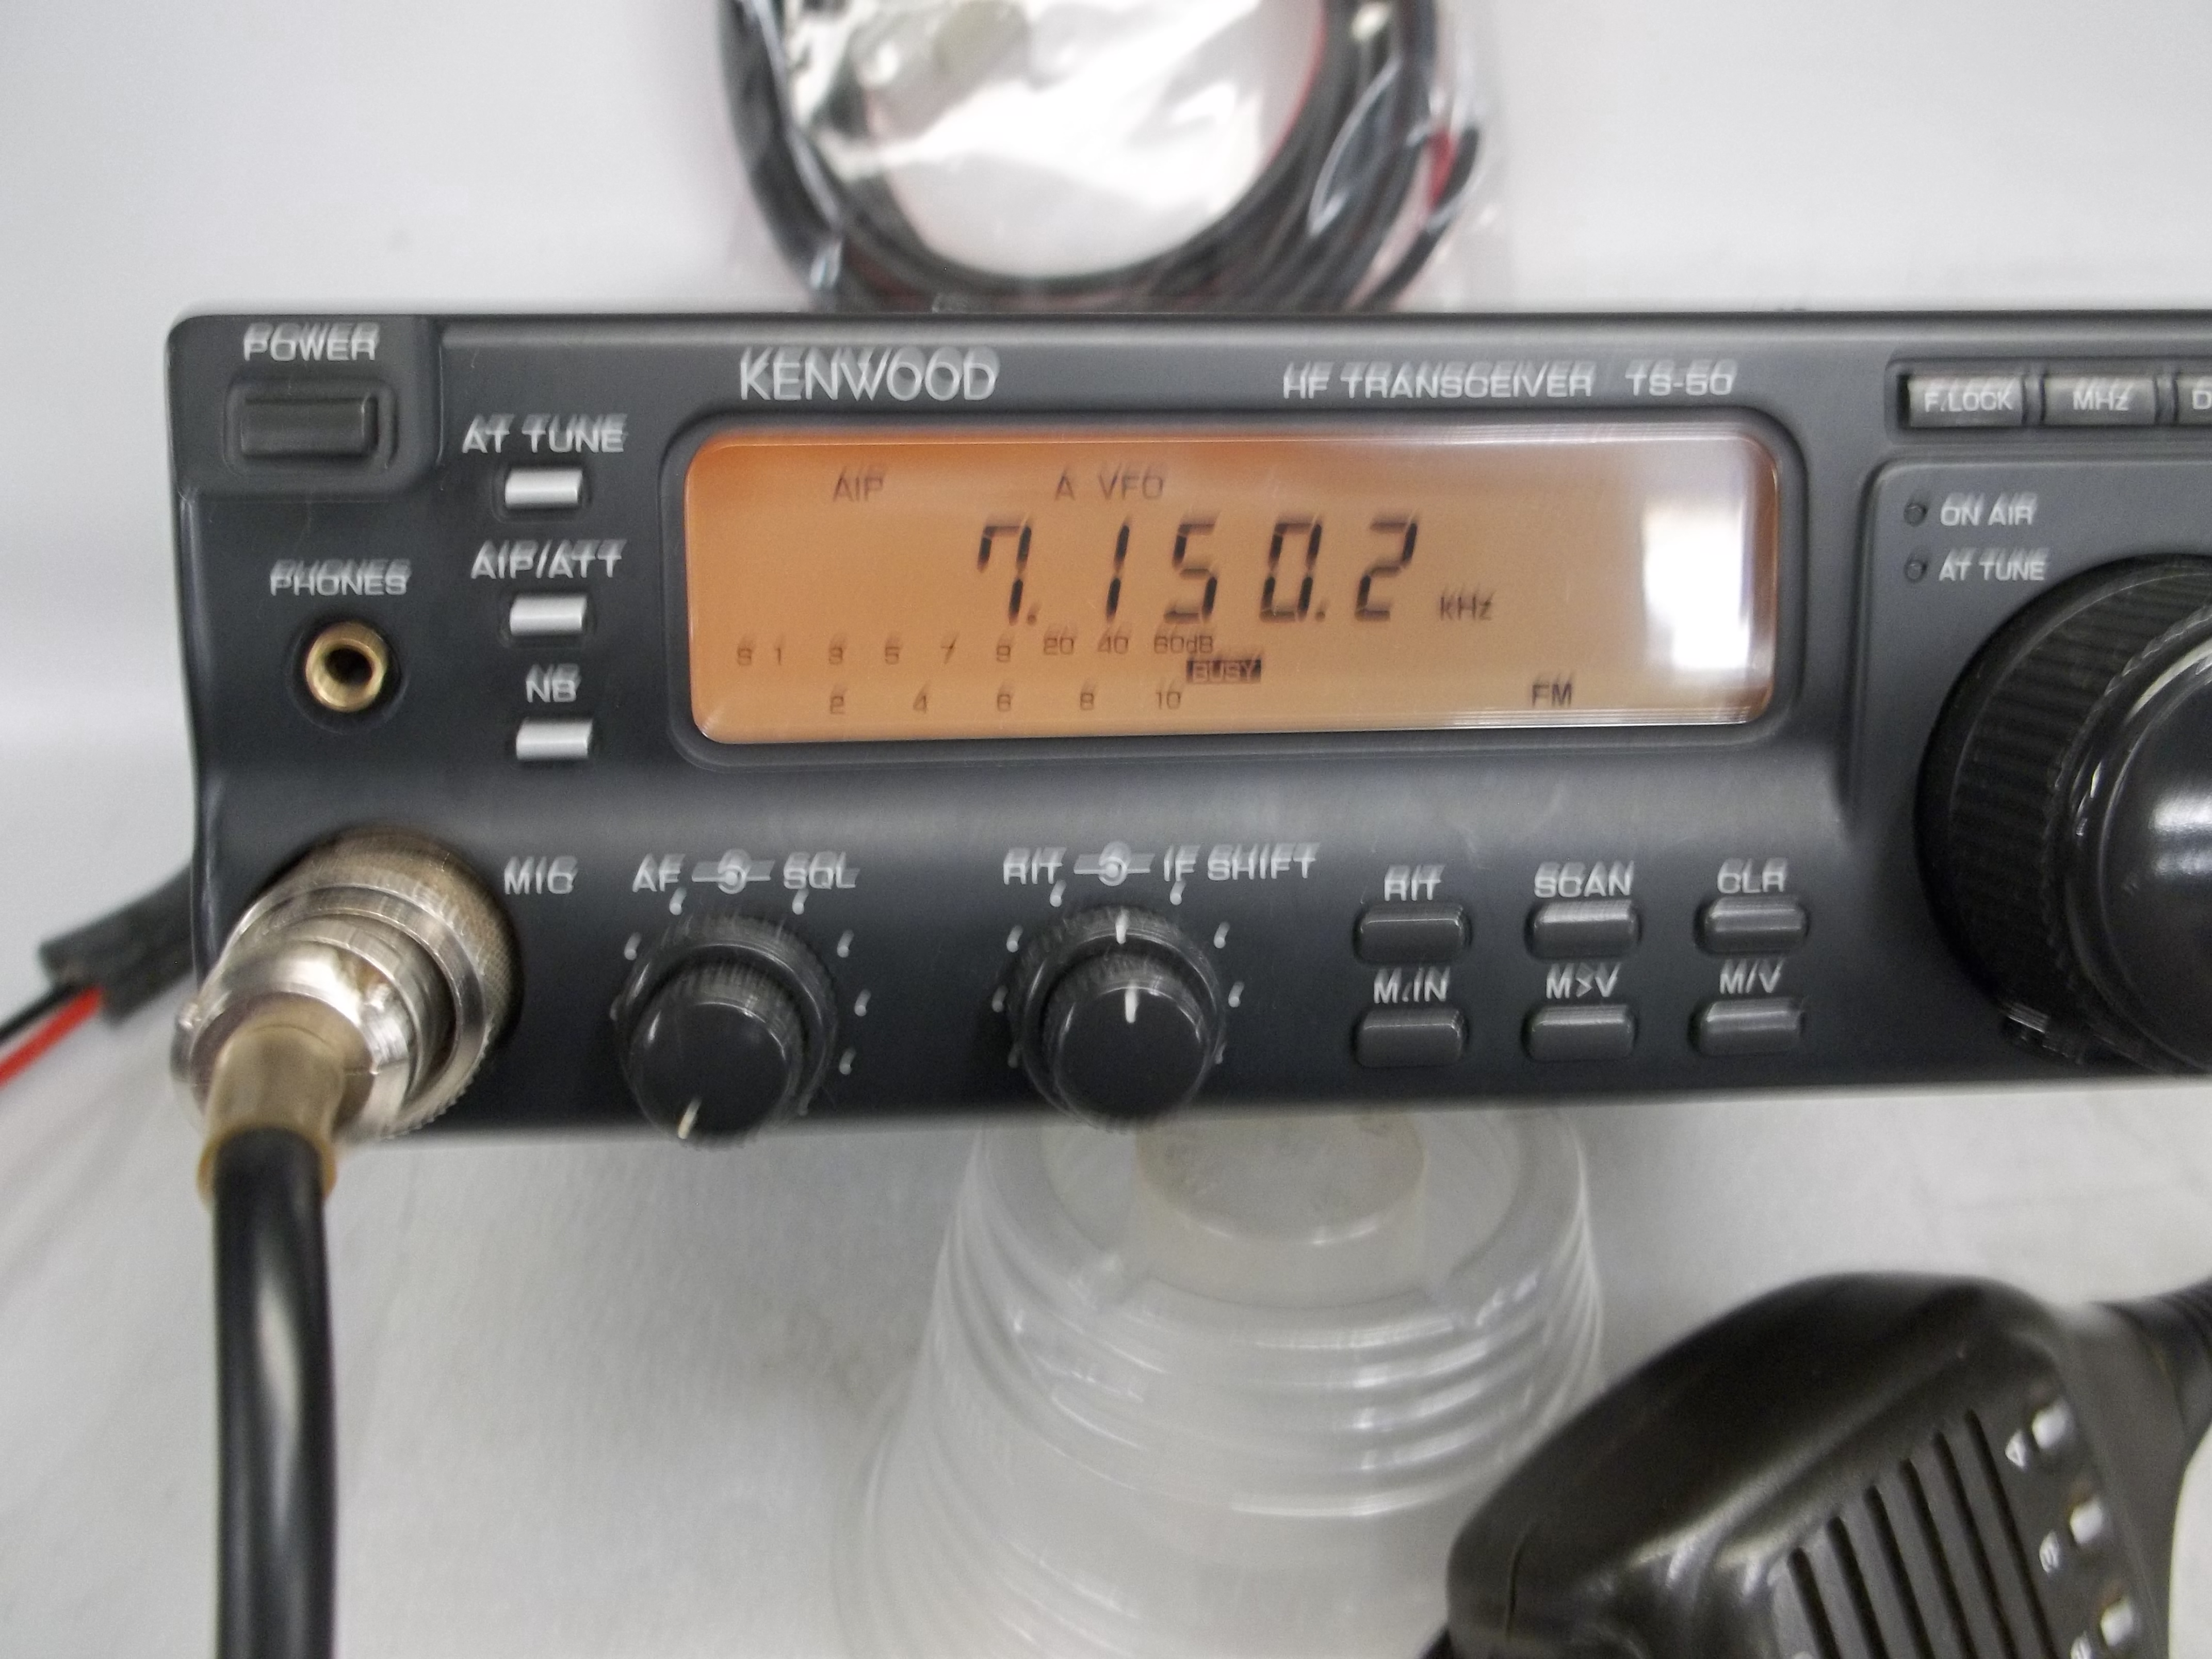 POWER
KENWOOD
HF TRANSCEIVER TS-50
F.LOCK
MHz
AT TUNE
AIP A VFO
ON AIR
7.150.2 kHz
AIP/ATT
AT TUNE
PHONES
S 1 3 5 7 9 20 40 60dB
BUSY
NB
2 4 6 8 10
FM
MIC
AF SQL
RIT IF SHIFT
RIT
SCAN
CLR
M.IN
M>V
M/V